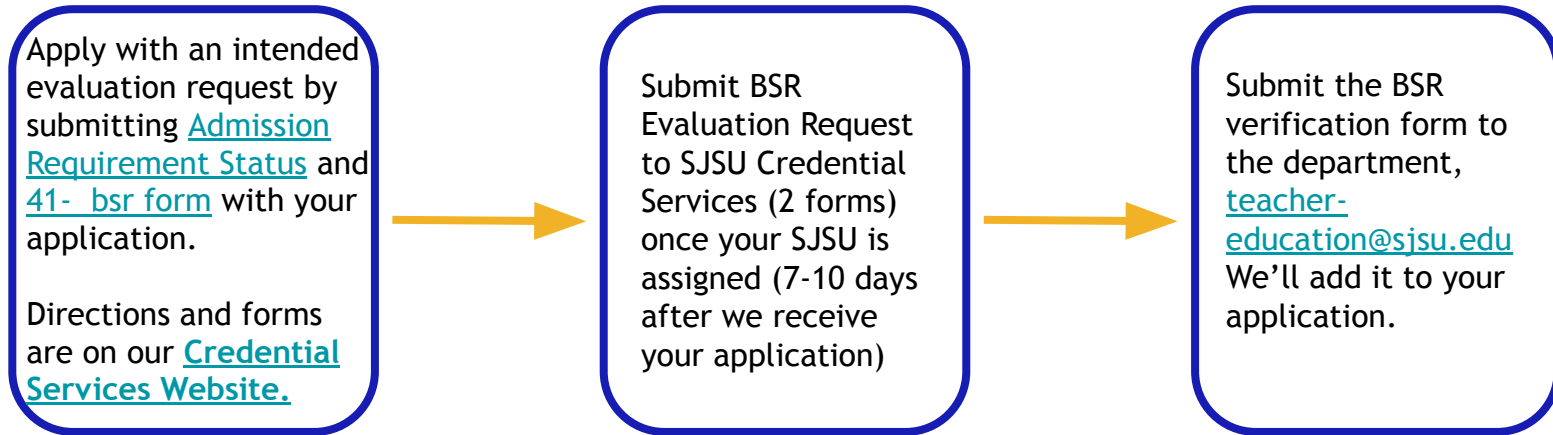 Apply with an intended
evaluation request by
submitting Admission
Requirement Status and
41-  bsr form with your
application.
Directions and forms
are on our Credential
Services Website.
Submit BSR
Evaluation Request
to SJSU Credential
Services (2 forms)
once your SJSU is
assigned (7-10 days
after we receive
your application)
Submit the BSR
verification form to
the department,
teacher-
education@sjsu.edu
We’ll add it to your
application.